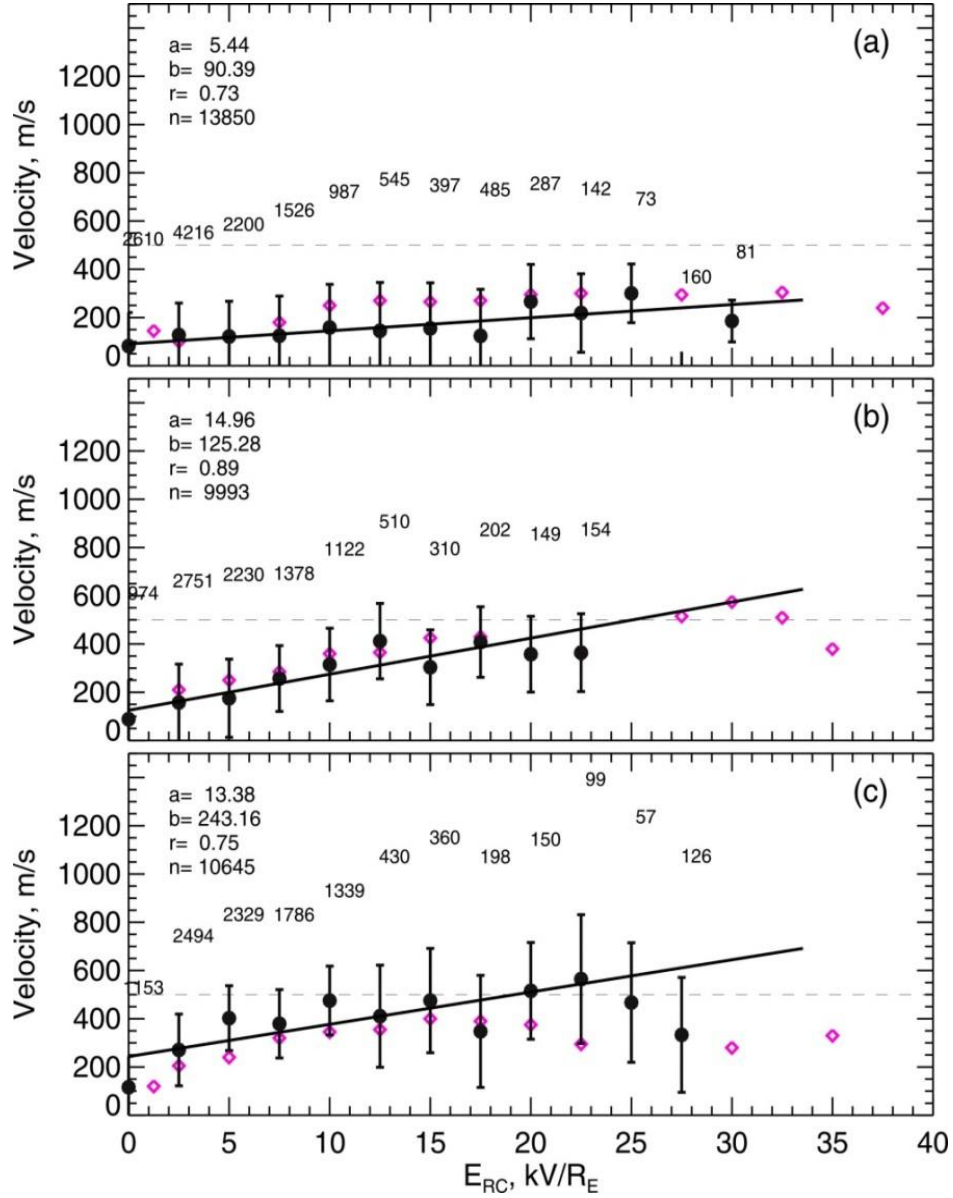 (a)
a= 5.44
b= 90.39
r= 0.73
n= 13850
1400
1200
1000
800
600
400
200
0
Velocity, m/s
2610 4216 2200 1526 987 545 397 485 287 142 73 160 81
(b)
a= 14.96
b= 125.28
r= 0.89
n= 9993
1200
1000
800
600
400
200
0
Velocity, m/s
974 2751 2230 1378 1122 510 310 202 149 154
(c)
a= 13.38
b= 243.16
r= 0.75
n= 10645
1200
1000
800
600
400
200
0
Velocity, m/s
153 2494 2329 1786 1339 430 360 198 150 99 57 126
0 5 10 15 20 25 30 35 40
E_RC, kV/R_E